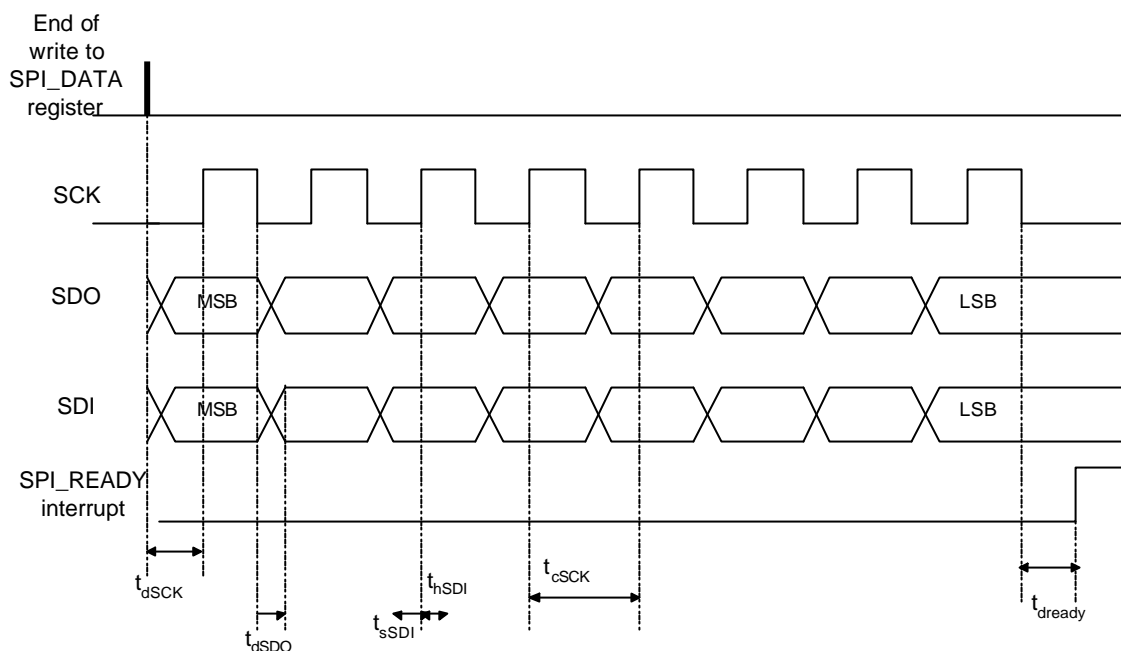 End of
write to
SPI_DATA
register
SCK
SDO
MSB
LSB
SDI
MSB
LSB
SPI_READY
interrupt
tdSCK
tdSDO
tsSDI
thSDI
tcSCK
tdready